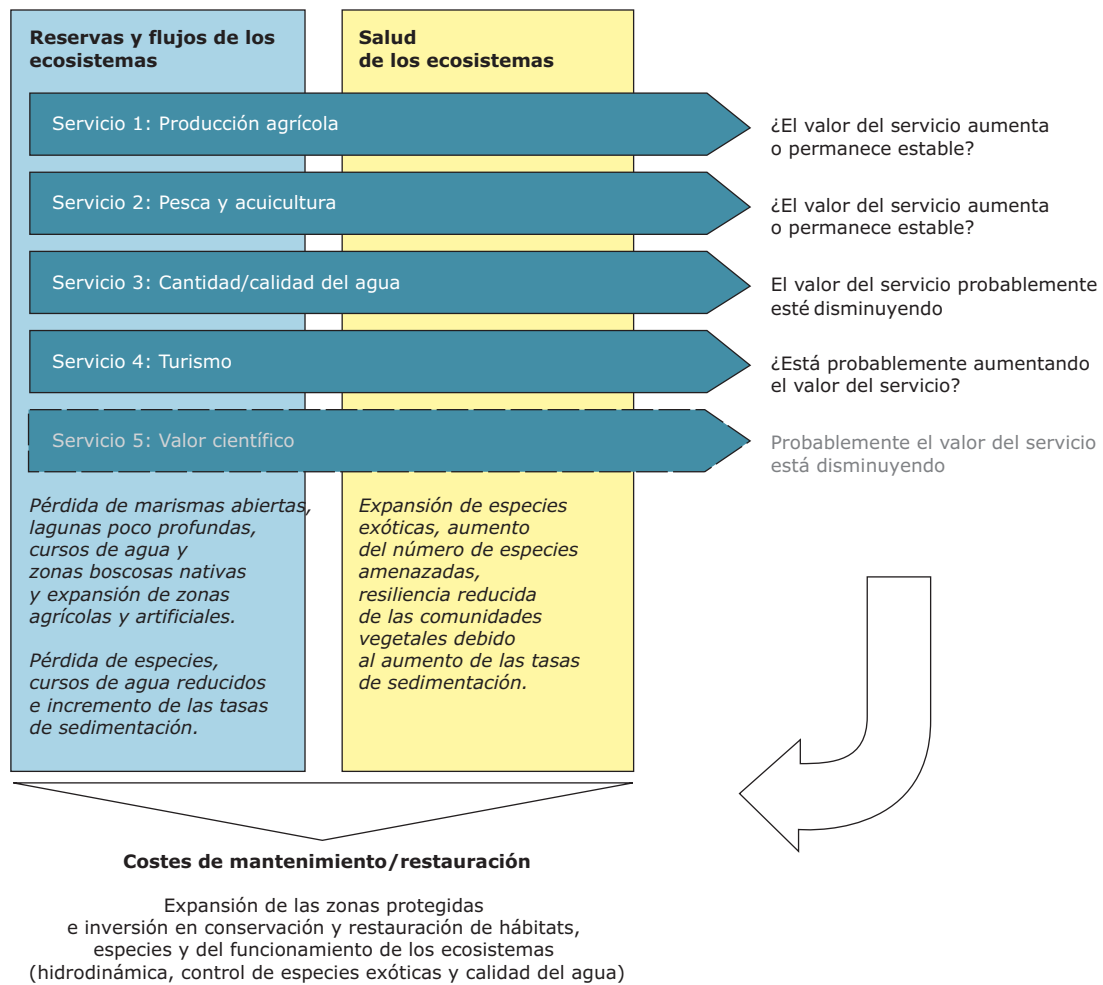 Reservas y flujos de los
ecosistemas
Salud
de los ecosistemas
Servicio 1: Producción agrícola
¿El valor del servicio aumenta
o permanece estable?
Servicio 2: Pesca y acuicultura
¿El valor del servicio aumenta
o permanece estable?
Servicio 3: Cantidad/calidad del agua
El valor del servicio probablemente
esté disminuyendo
Servicio 4: Turismo
¿Está probablemente aumentando
el valor del servicio?
Servicio 5: Valor científico
Probablemente el valor del servicio
está disminuyendo
Pérdida de marismas abiertas,
lagunas poco profundas,
cursos de agua y
zonas boscosas nativas
y expansión de zonas
agrícolas y artificiales.
Pérdida de especies,
cursos de agua reducidos
e incremento de las tasas
de sedimentación.
Expansión de especies
exóticas, aumento
del número de especies
amenazadas,
resiliencia reducida
de las comunidades
vegetales debido
al aumento de las tasas
de sedimentación.
Costes de mantenimiento/restauración
Expansión de las zonas protegidas
e inversión en conservación y restauración de hábitats,
especies y del funcionamiento de los ecosistemas
(hidrodinámica, control de especies exóticas y calidad del agua)